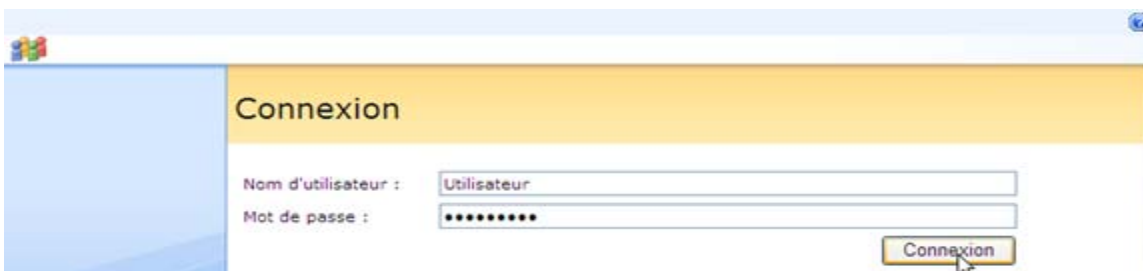 Connexion
Nom d'utilisateur : Utilisateur
Mot de passe : •••••••••
Connexion